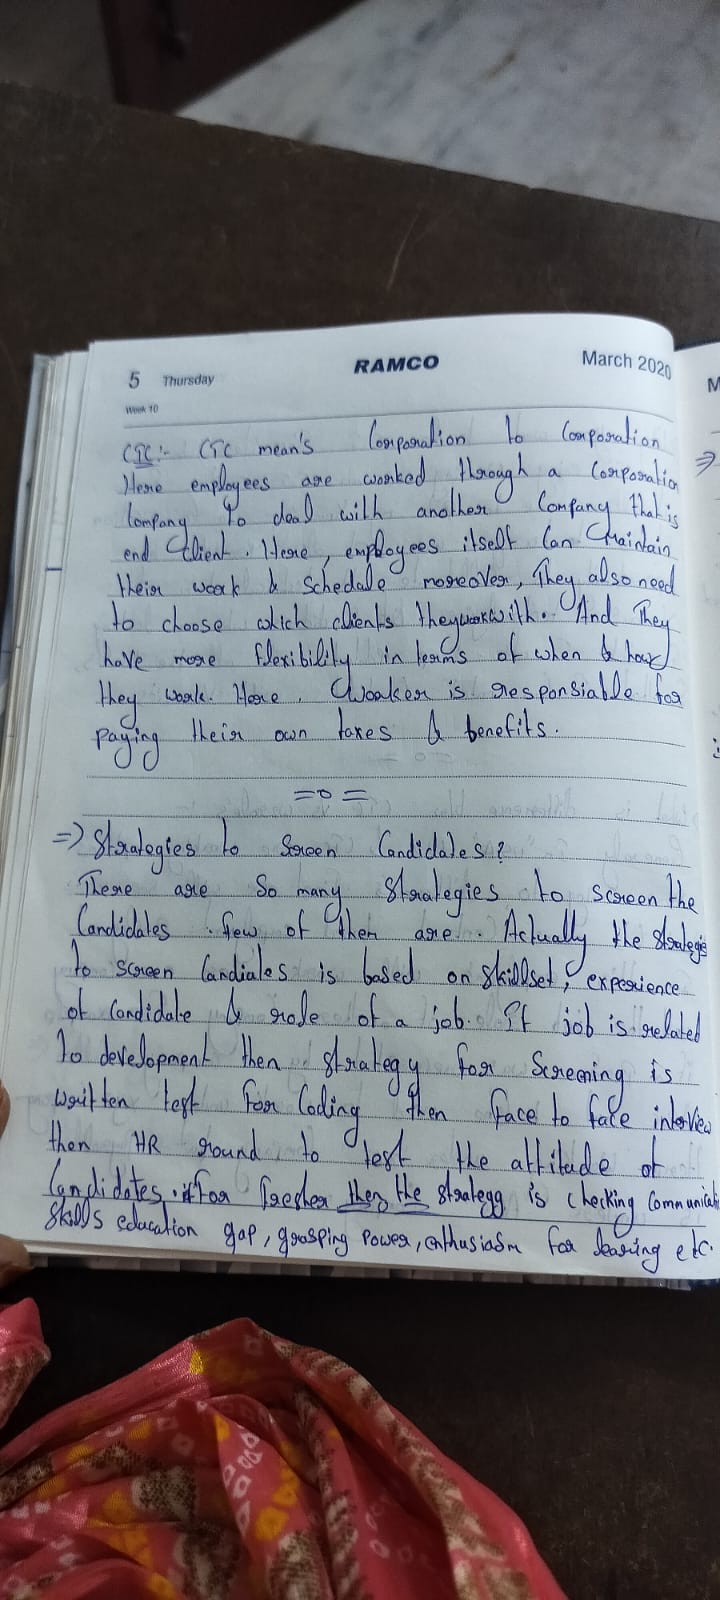 5 Thursday RAMCO March 2020
Week 10
CTC:- CTC mean's Corporation to Corporation
Here employees are worked through a Corporation
Company to deal with another Company that is
end Client. Here, employees itself Can Maintain
their work & schedule moreover, They also need
to choose which clients they work with. And They
have more flexibility in terms of when & how
they work. Here, Woaker is responsiable for
paying their own taxes & benefits.
=o=
=> Strategies to Screen Candidates?
There are So many Strategies to screen the
Candidates. few of them are. Actually the strategie
to screen Candiales is based on skillset, experience
of Candidate & role of a job. If job is related
To development then strategy for Screening is
written test for Coding then face to face interview
then HR round to test the attitude of
Candidates. if For fresher then the strategy is checking Communicati
skills education gap, grasping power, enthusiasm for learing etc.